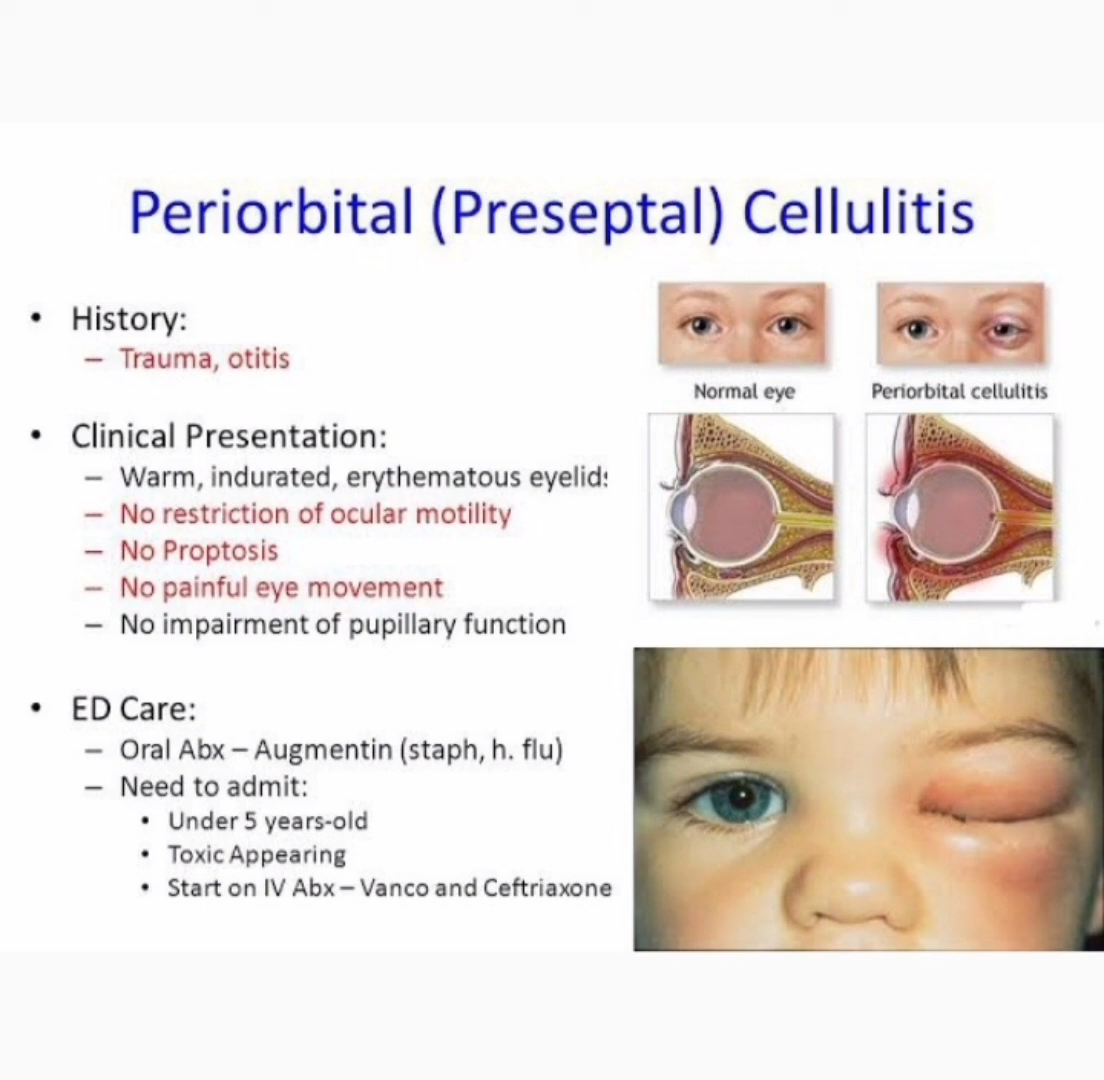 Periorbital (Preseptal) Cellulitis
• History:
– Trauma, otitis
• Clinical Presentation:
– Warm, indurated, erythematous eyelids
– No restriction of ocular motility
– No Proptosis
– No painful eye movement
– No impairment of pupillary function
• ED Care:
– Oral Abx – Augmentin (staph, h. flu)
– Need to admit:
• Under 5 years-old
• Toxic Appearing
• Start on IV Abx – Vanco and Ceftriaxone
Normal eye
Periorbital cellulitis